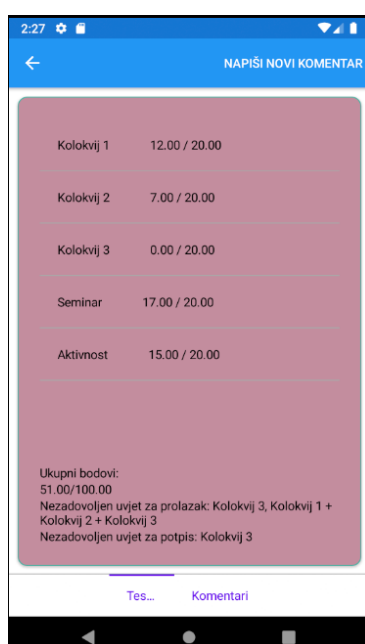 2:27
NAPIŠI NOVI KOMENTAR
Kolokvij 1 12.00 / 20.00
Kolokvij 2 7.00 / 20.00
Kolokvij 3 0.00 / 20.00
Seminar 17.00 / 20.00
Aktivnost 15.00 / 20.00
Ukupni bodovi:
51.00/100.00
Nezadovoljen uvjet za prolazak: Kolokvij 3, Kolokvij 1 +
Kolokvij 2 + Kolokvij 3
Nezadovoljen uvjet za potpis: Kolokvij 3
Tes... Komentari